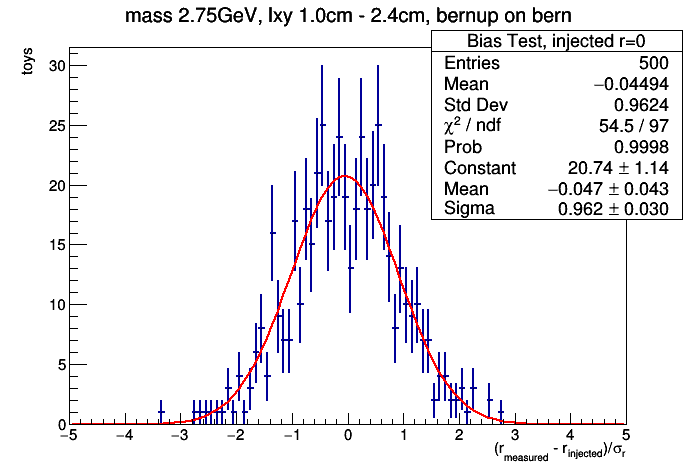 mass 2.75GeV, lxy 1.0cm - 2.4cm, bernup on bern
Bias Test, injected r=0
Entries 500
Mean −0.04494
Std Dev 0.9624
χ² / ndf 54.5 / 97
Prob 0.9998
Constant 20.74 ± 1.14
Mean −0.047 ± 0.043
Sigma 0.962 ± 0.030
toys
30
25
20
15
10
5
0
−5 −4 −3 −2 −1 0 1 2 3 4 5
(r_measured - r_injected)/σ_r